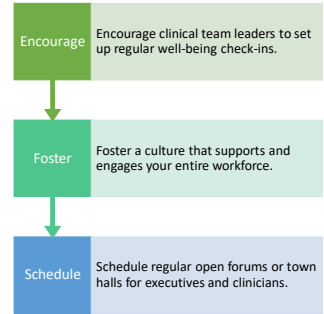 Encourage
Encourage clinical team leaders to set
up regular well-being check-ins.
Foster
Foster a culture that supports and
engages your entire workforce.
Schedule
Schedule regular open forums or town
halls for executives and clinicians.